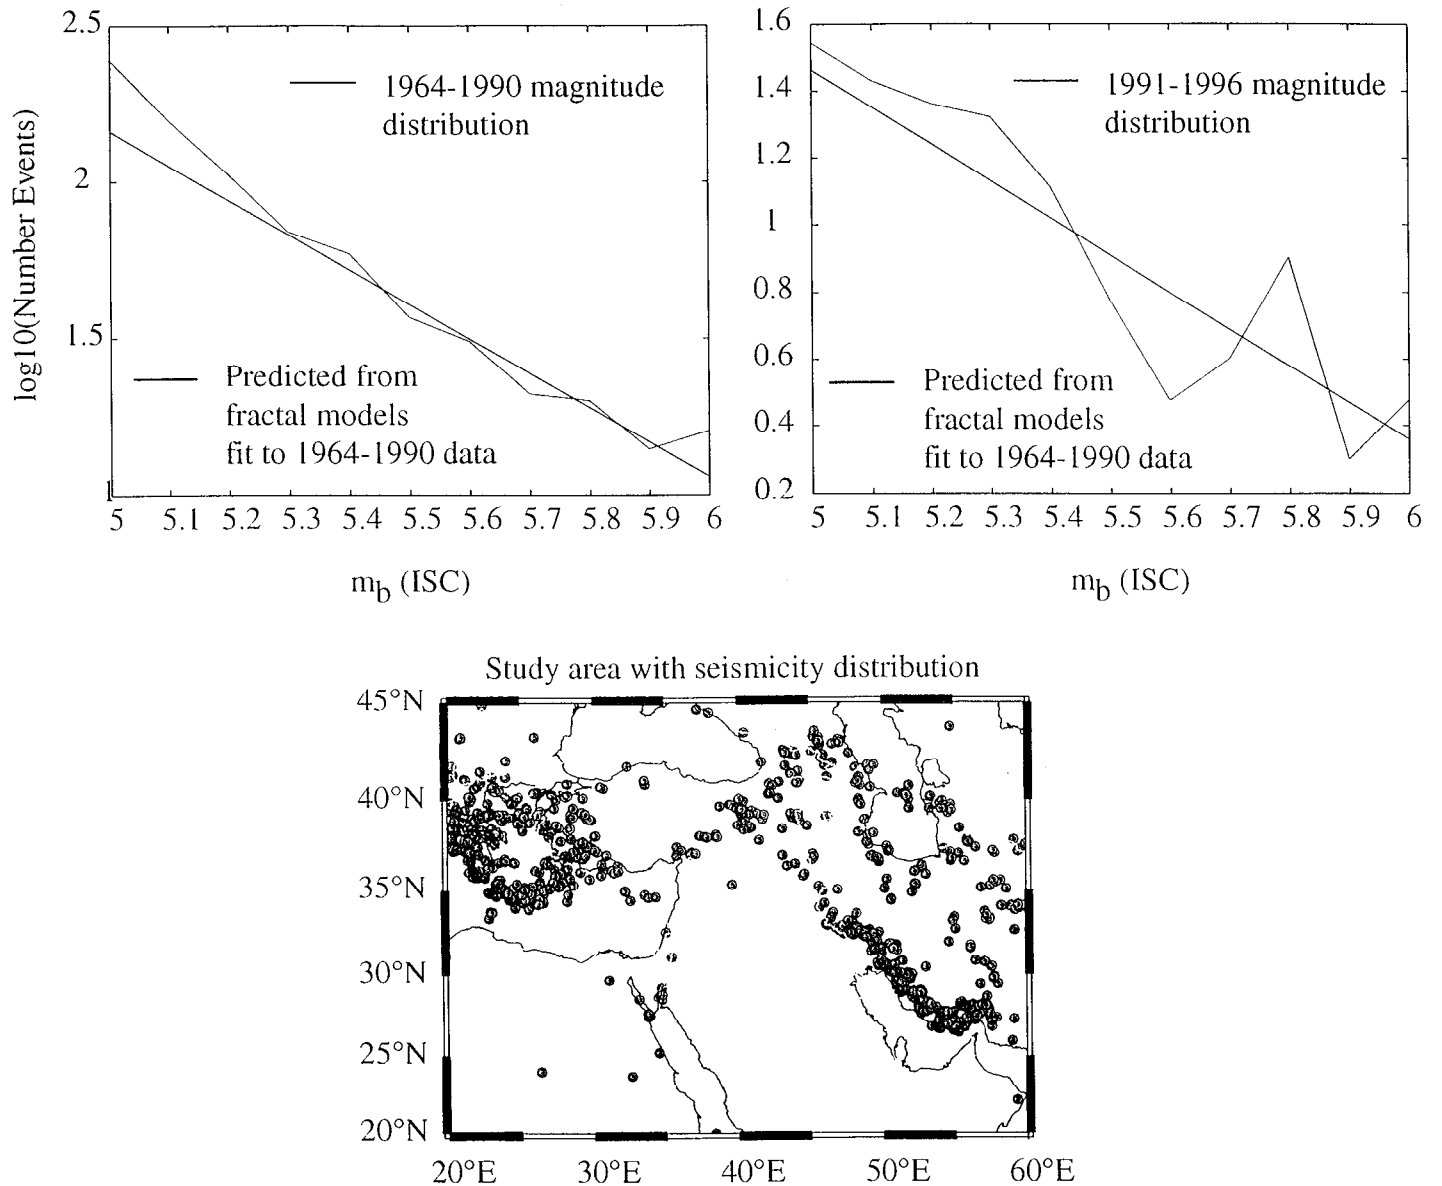 2.5
2
1.5
1
log10(Number Events)
1964-1990 magnitude
distribution
Predicted from
fractal models
fit to 1964-1990 data
5 5.1 5.2 5.3 5.4 5.5 5.6 5.7 5.8 5.9 6
mb (ISC)
1.6
1.4
1.2
1
0.8
0.6
0.4
0.2
1991-1996 magnitude
distribution
Predicted from
fractal models
fit to 1964-1990 data
5 5.1 5.2 5.3 5.4 5.5 5.6 5.7 5.8 5.9 6
mb (ISC)
Study area with seismicity distribution
45°N
40°N
35°N
30°N
25°N
20°N
20°E 30°E 40°E 50°E 60°E